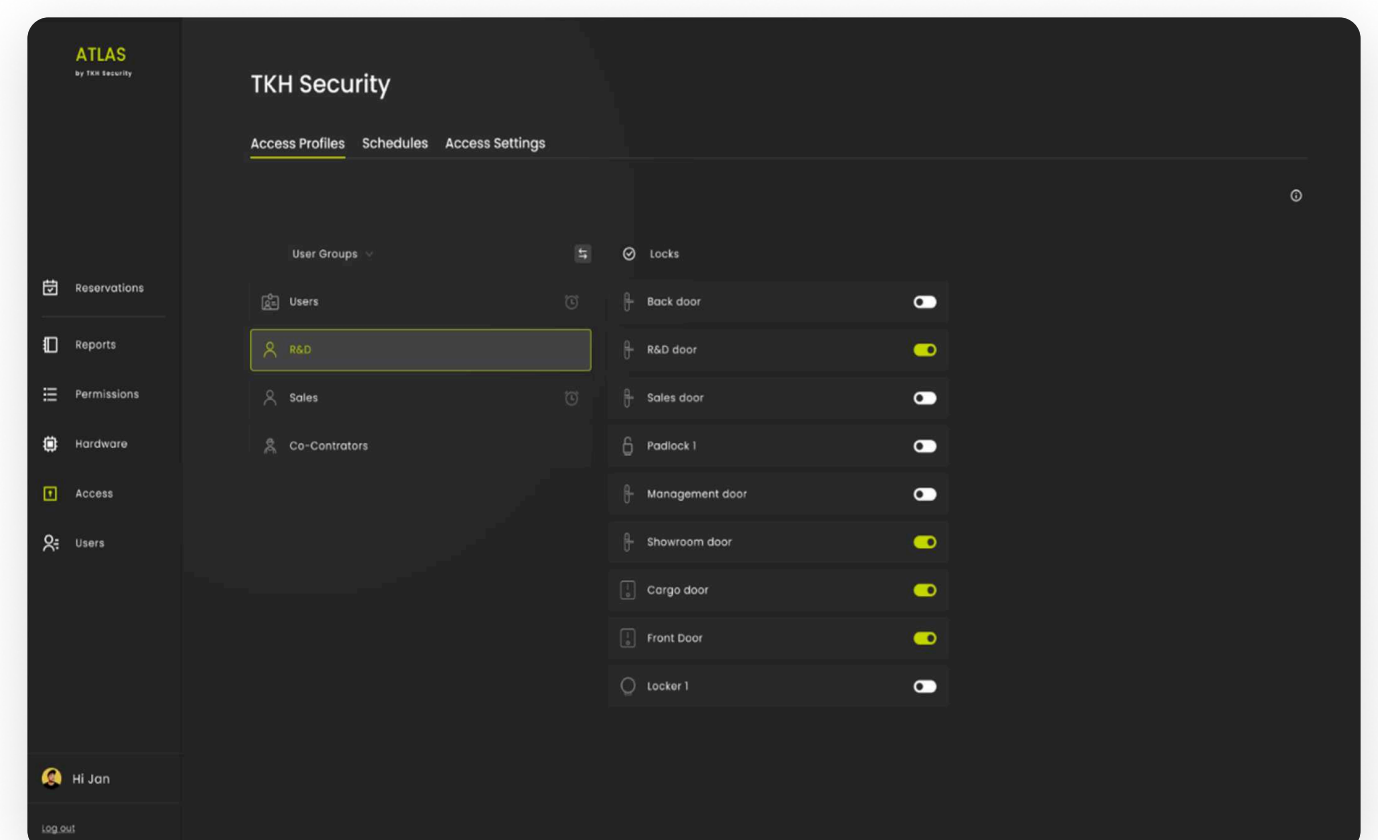 ATLAS
by TKH Security
TKH Security
Access Profiles Schedules Access Settings
User Groups
Locks
Users
R&D
Sales
Co-Contrators
Back door
R&D door
Sales door
Padlock 1
Management door
Showroom door
Cargo door
Front Door
Locker 1
Reservations
Reports
Permissions
Hardware
Access
Users
Hi Jan
Log out